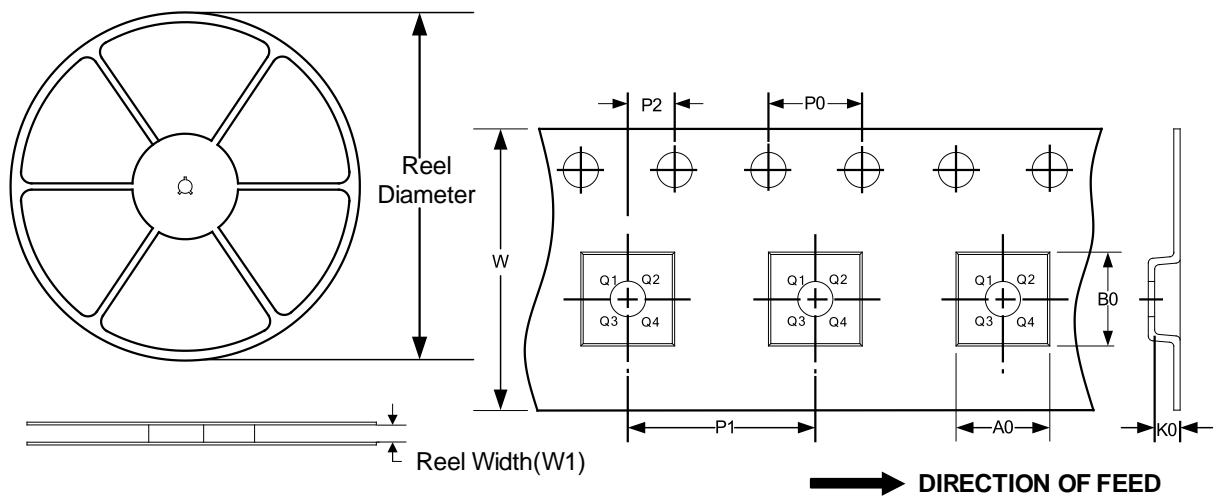 Reel
Diameter
Reel Width(W1)
P2
P0
W
Q1 Q2
Q3 Q4
Q1 Q2
Q3 Q4
Q1 Q2
Q3 Q4
B0
P1
A0
K0
DIRECTION OF FEED